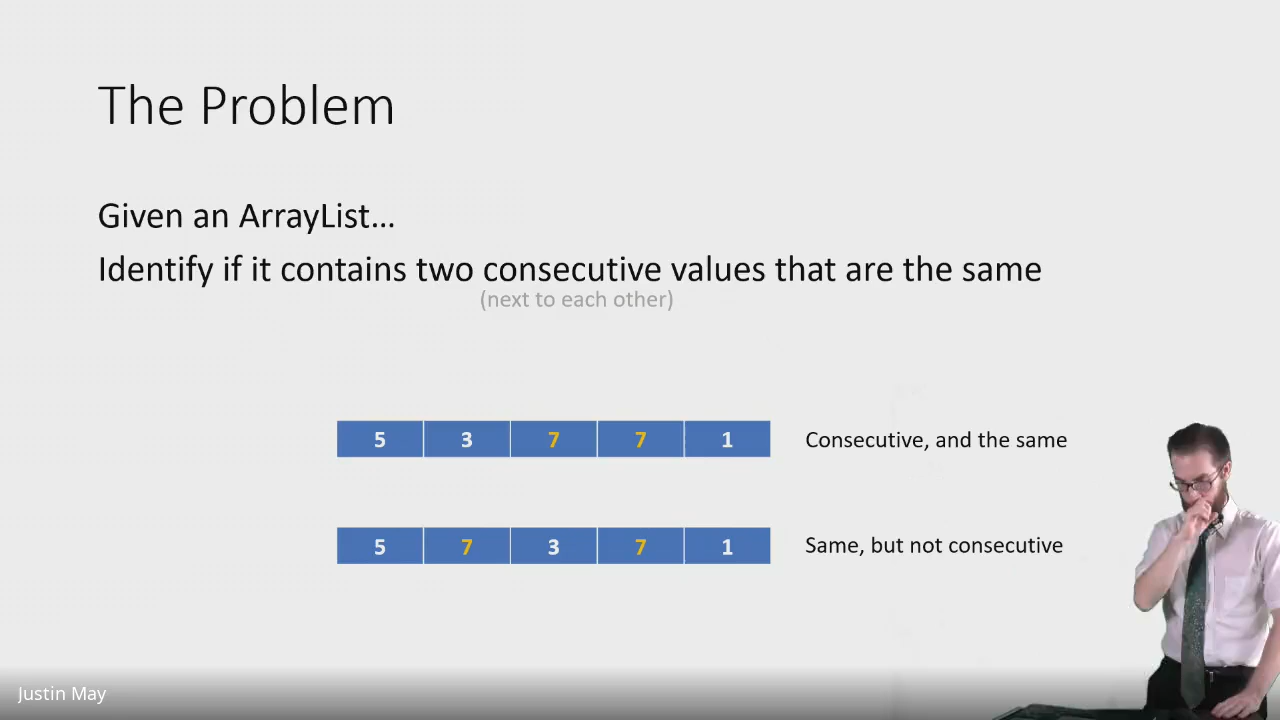 The Problem
Given an ArrayList...
Identify if it contains two consecutive values that are the same
(next to each other)
5 3 7 7 1 Consecutive, and the same
5 7 3 7 1 Same, but not consecutive
Justin May